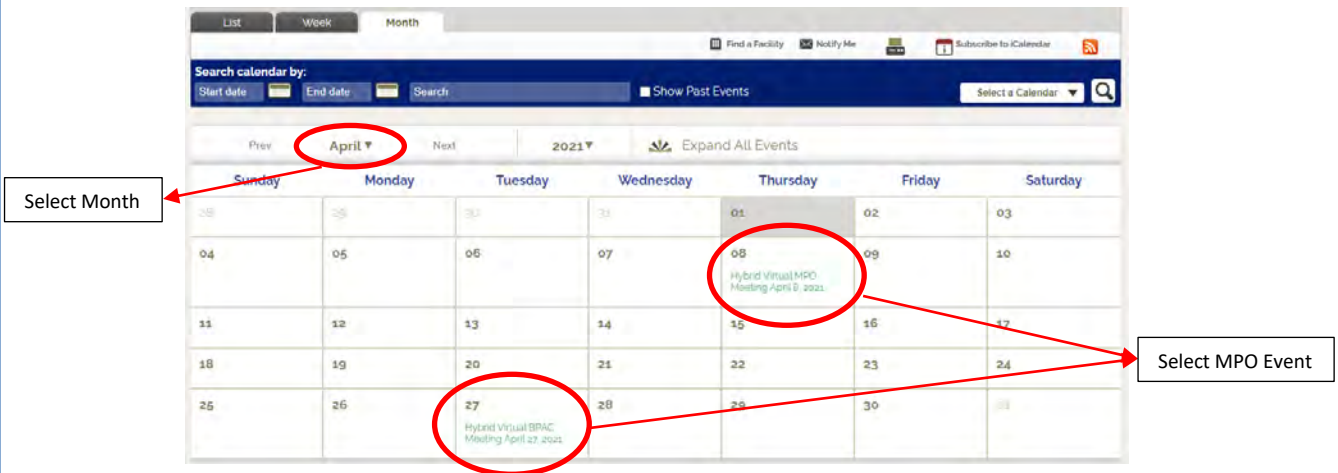 List Week Month
Find a Facility Notify Me Subscribe to iCalendar
Search calendar by:
Start date End date Search Show Past Events Select a Calendar
Prev April Next 2021 Expand All Events
Sunday Monday Tuesday Wednesday Thursday Friday Saturday
Select Month
28 29 30 31 01 02 03
04 05 06 07 08 09 10
Hybrid Virtual MPO
Meeting April 8, 2021
11 12 13 14 15 16 17
18 19 20 21 22 23 24
Select MPO Event
25 26 27 28 29 30
Hybrid Virtual BPAC
Meeting April 27, 2021